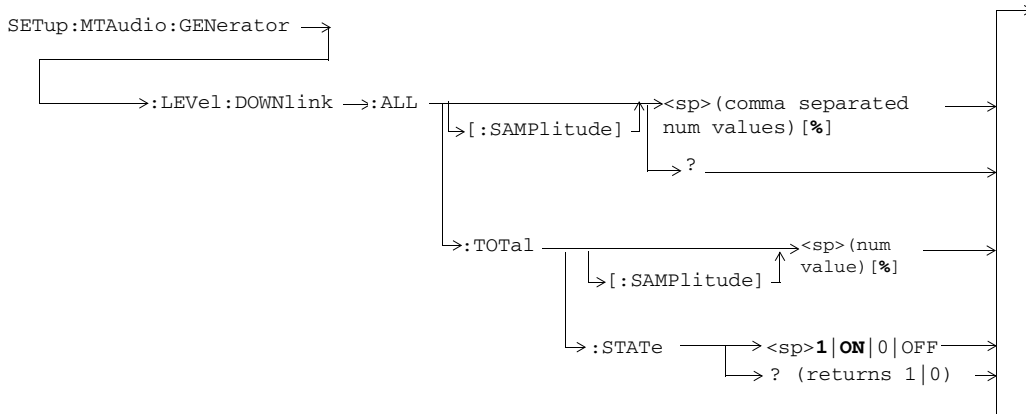 SETup:MTAudio:GENerator
:LEVel:DOWNlink :ALL <sp>(comma separated
[:SAMPlitude] num values)[%]
?
:TOTal <sp>(num
[:SAMPlitude] value)[%]
:STATe <sp>1|ON|0|OFF
? (returns 1|0)